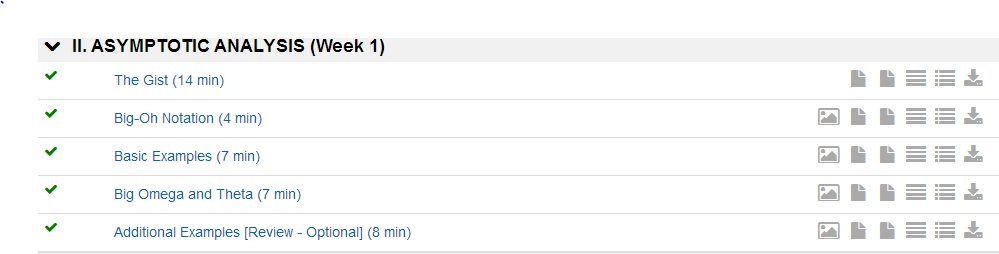 II. ASYMPTOTIC ANALYSIS (Week 1)
The Gist (14 min)
Big-Oh Notation (4 min)
Basic Examples (7 min)
Big Omega and Theta (7 min)
Additional Examples [Review - Optional] (8 min)